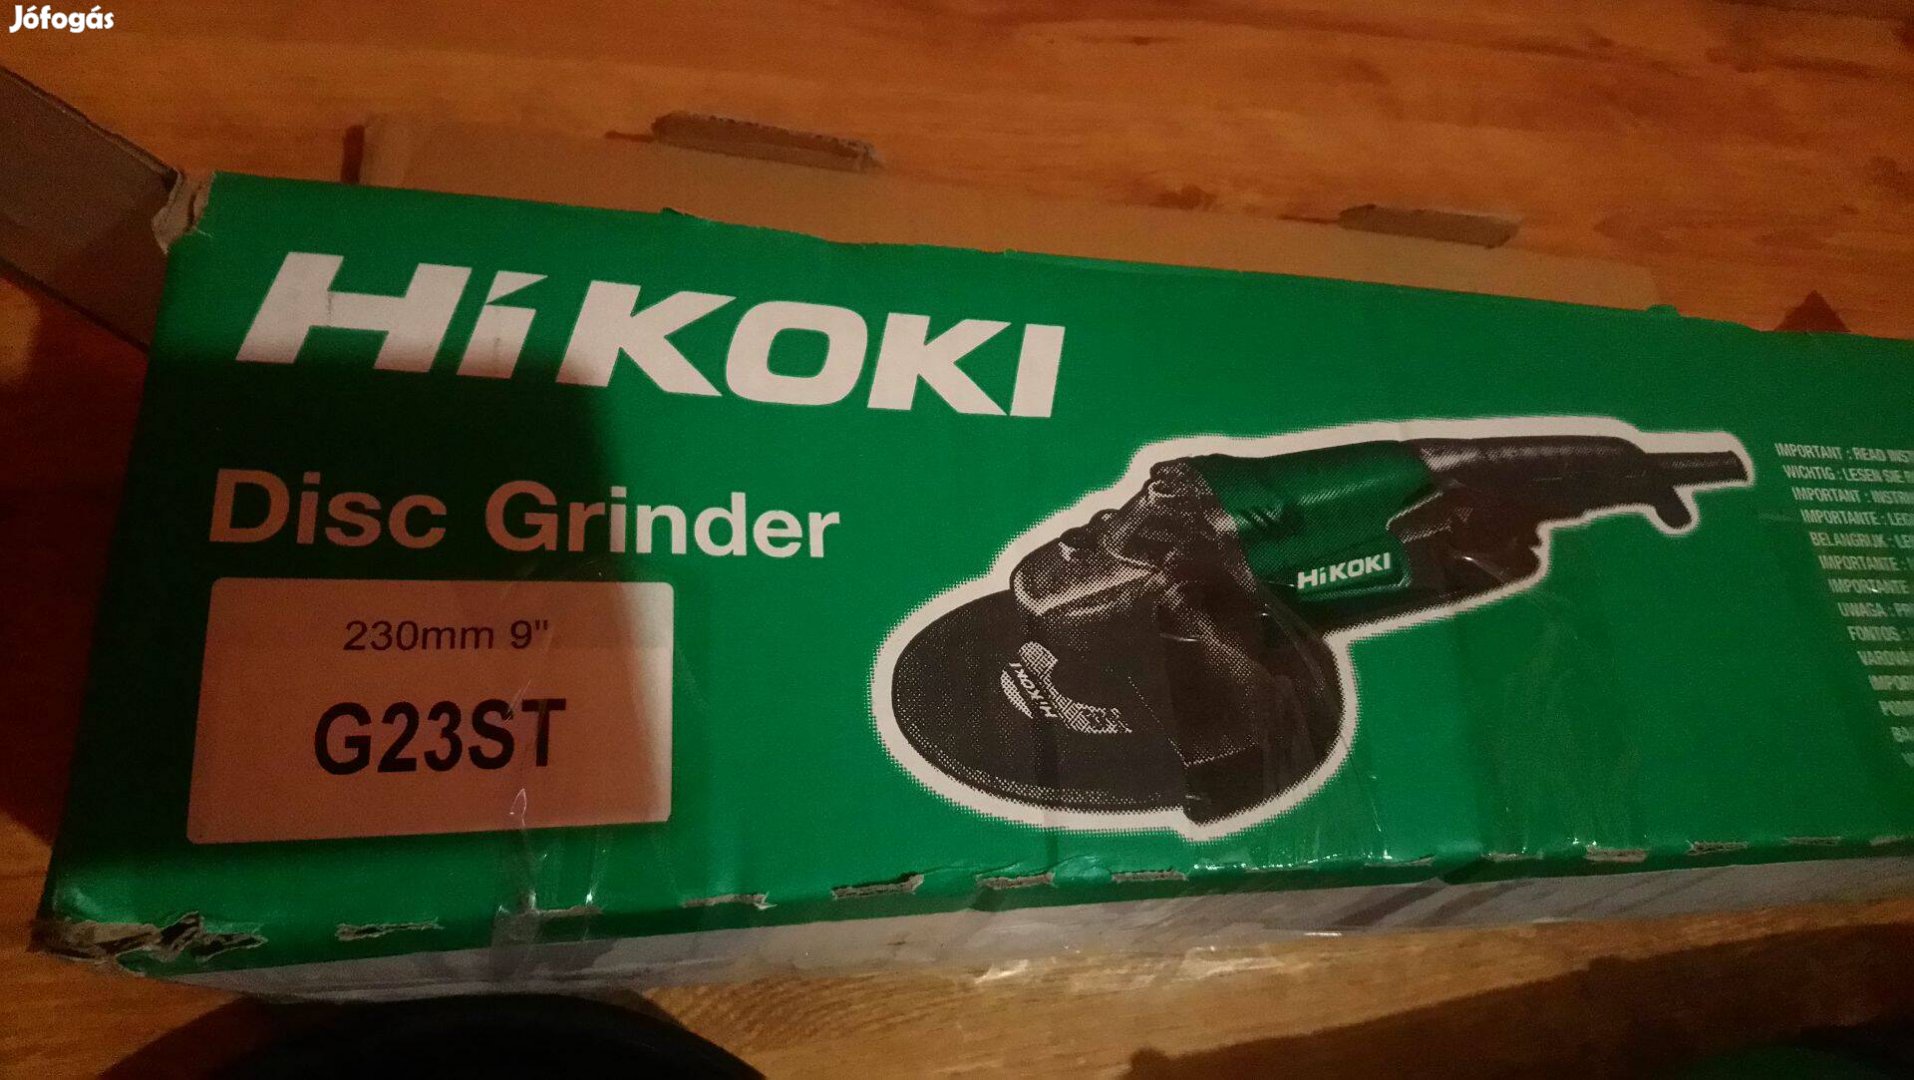 Jófogás
HiKOKI
Disc Grinder
230mm 9"
G23ST
HiKOKI
HiKOKI
IMPORTANT : READ
WICHTIG : LESEN SIE
IMPORTANT :
IMPORTANTE :
BELANGRIJK :
IMPORTANTE :
IMPORTANTE
UWAGA :
FONTOS :